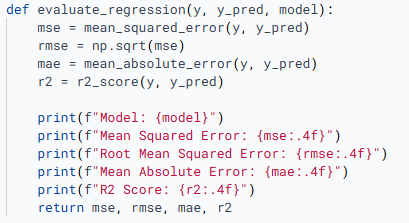 def evaluate_regression(y, y_pred, model):
    mse = mean_squared_error(y, y_pred)
    rmse = np.sqrt(mse)
    mae = mean_absolute_error(y, y_pred)
    r2 = r2_score(y, y_pred)

    print(f"Model: {model}")
    print(f"Mean Squared Error: {mse:.4f}")
    print(f"Root Mean Squared Error: {rmse:.4f}")
    print(f"Mean Absolute Error: {mae:.4f}")
    print(f"R2 Score: {r2:.4f}")
    return mse, rmse, mae, r2